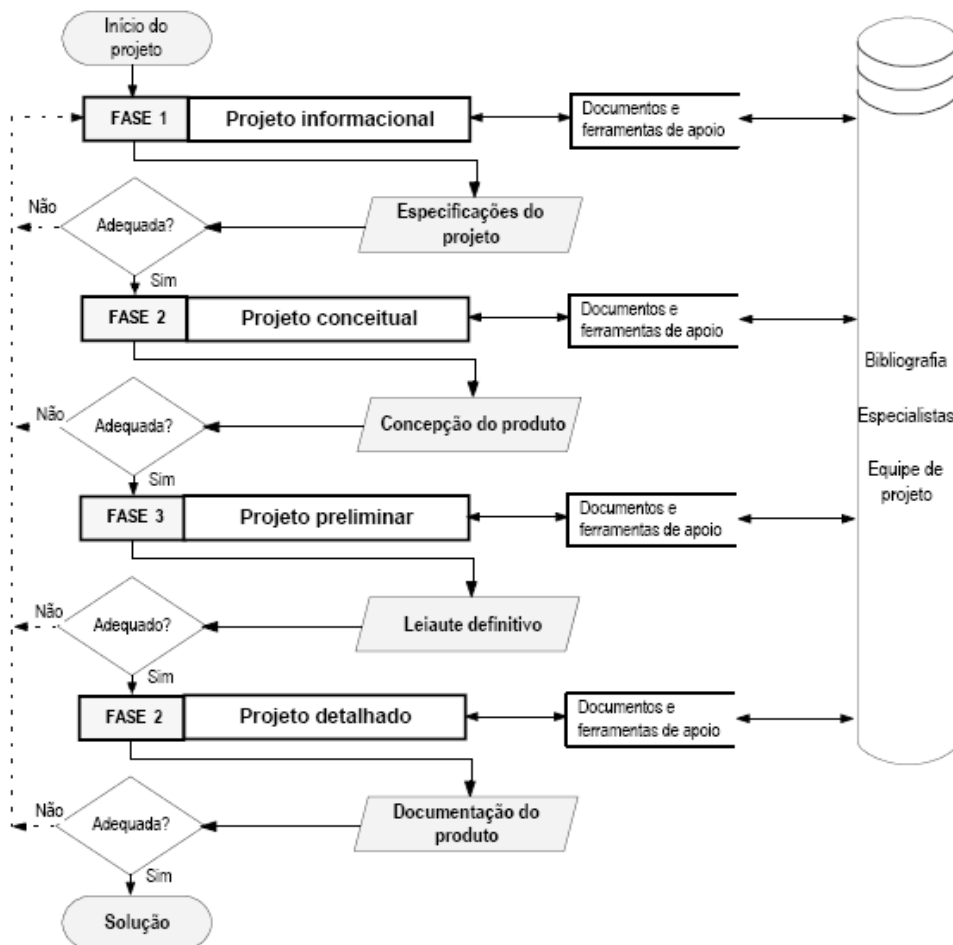 Início do
projeto
FASE 1
Projeto informacional
Documentos e
ferramentas de apoio
Não
Adequada?
Especificações do
projeto
Sim
FASE 2
Projeto conceitual
Documentos e
ferramentas de apoio
Bibliografia
Especialistas
Equipe de
projeto
Não
Adequada?
Concepção do produto
Sim
FASE 3
Projeto preliminar
Documentos e
ferramentas de apoio
Não
Adequado?
Leiaute definitivo
Sim
FASE 2
Projeto detalhado
Documentos e
ferramentas de apoio
Não
Adequada?
Documentação do
produto
Sim
Solução